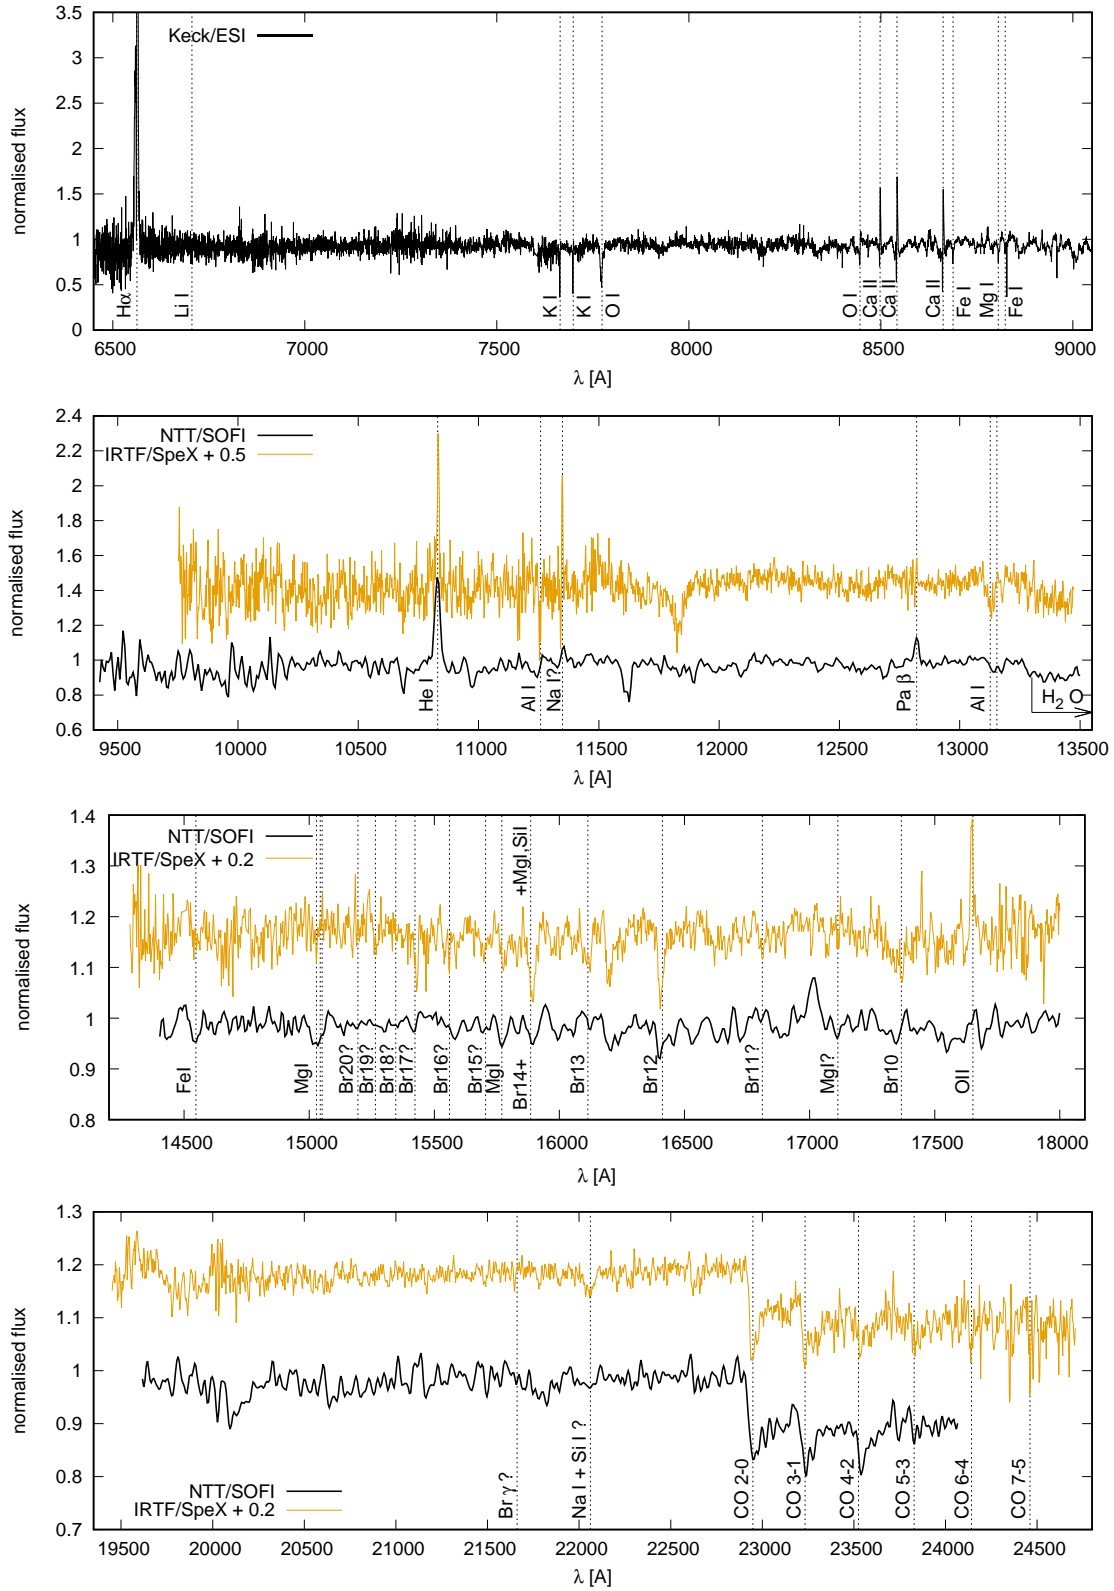 3.5
3
2.5
2
1.5
1
0.5
0
normalised flux
Keck/ESI
Hα
Li I
K I
K I
O I
O I
Ca II
Ca II
Ca II
Fe I
Mg I
Fe I
6500 7000 7500 8000 8500 9000
λ [A]
2.4
2.2
2
1.8
1.6
1.4
1.2
1
0.8
0.6
normalised flux
NTT/SOFI
IRTF/SpeX + 0.5
He I
Al I
Na I?
Pa β
Al I
H2 O
9500 10000 10500 11000 11500 12000 12500 13000 13500
λ [A]
1.4
1.3
1.2
1.1
1
0.9
0.8
normalised flux
NTT/SOFI
IRTF/SpeX + 0.2
+MgI,SiI
FeI
MgI
Br20?
Br19?
Br18?
Br17?
Br16?
Br15?
MgI
Br14+
Br13
Br12
Br11?
MgI?
Br10
OII
14500 15000 15500 16000 16500 17000 17500 18000
λ [A]
1.3
1.2
1.1
1
0.9
0.8
0.7
normalised flux
NTT/SOFI
IRTF/SpeX + 0.2
Br γ ?
Na I + Si I ?
CO 2-0
CO 3-1
CO 4-2
CO 5-3
CO 6-4
CO 7-5
19500 20000 20500 21000 21500 22000 22500 23000 23500 24000 24500
λ [A]